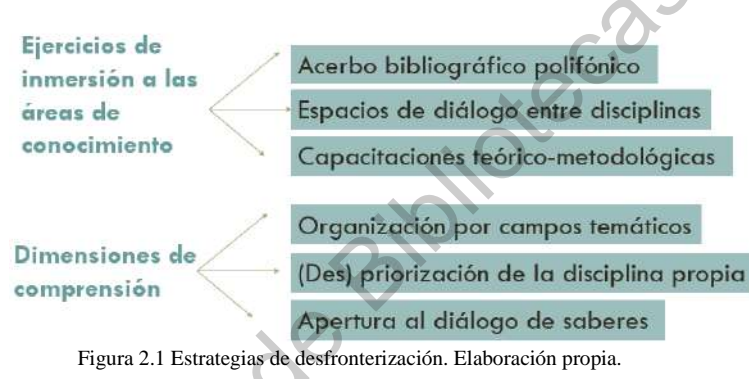 Ejercicios de
inmersión a las
áreas de
conocimiento
Acerbo bibliográfico polifónico
Espacios de diálogo entre disciplinas
Capacitaciones teórico-metodológicas
Dimensiones de
comprensión
Organización por campos temáticos
(Des) priorización de la disciplina propia
Apertura al diálogo de saberes
Figura 2.1 Estrategias de desfronterización. Elaboración propia.
de Bibliotecas